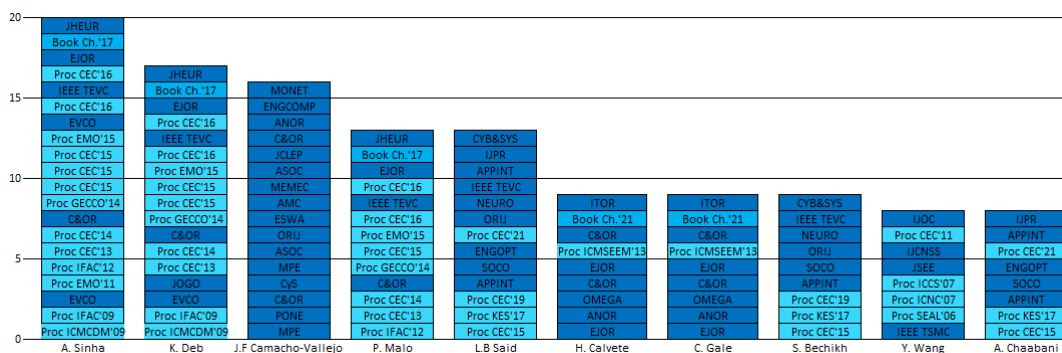 20
15
10
5
0
JHEUR
Book Ch.'17
EJOR
Proc CEC'16
IEEE TEVC
Proc CEC'16
EVCO
Proc EMO'15
Proc CEC'15
Proc CEC'15
Proc CEC'15
Proc GECCO'14
C&OR
Proc CEC'14
Proc CEC'13
Proc IFAC'12
Proc EMO'11
EVCO
Proc IFAC'09
Proc ICMCDM'09
A. Sinha
JHEUR
Book Ch.'17
EJOR
Proc CEC'16
IEEE TEVC
Proc CEC'16
Proc EMO'15
Proc CEC'15
Proc CEC'15
Proc GECCO'14
C&OR
Proc CEC'14
Proc CEC'13
JOGO
EVCO
Proc IFAC'09
Proc ICMCDM'09
K. Deb
MONET
ENGCOMP
ANOR
C&OR
JCLEP
ASOC
MEMEC
AMC
ESWA
ORIJ
ASOC
MPE
CyS
C&OR
PONE
MPE
J.F Camacho-Vallejo
JHEUR
Book Ch.'17
EJOR
Proc CEC'16
IEEE TEVC
Proc CEC'16
Proc EMO'15
Proc CEC'15
Proc GECCO'14
C&OR
Proc CEC'14
Proc CEC'13
Proc IFAC'12
P. Malo
CYB&SYS
IJPR
APPINT
IEEE TEVC
NEURO
ORIJ
Proc CEC'21
ENGOPT
SOCO
APPINT
Proc CEC'19
Proc KES'17
Proc CEC'15
L.B Said
ITOR
Book Ch.'21
C&OR
Proc ICMSEEM'13
EJOR
C&OR
OMEGA
ANOR
EJOR
H. Calvete
ITOR
Book Ch.'21
C&OR
Proc ICMSEEM'13
EJOR
C&OR
OMEGA
ANOR
EJOR
C. Gale
CYB&SYS
IEEE TEVC
NEURO
ORIJ
SOCO
APPINT
Proc CEC'19
Proc KES'17
Proc CEC'15
S. Bechikh
IJOC
Proc CEC'11
IJCNSS
JSEE
Proc ICCS'07
Proc ICNC'07
Proc SEAL'06
IEEE TSMC
Y. Wang
IJPR
APPINT
Proc CEC'21
ENGOPT
SOCO
APPINT
Proc KES'17
Proc CEC'15
A. Chaabani